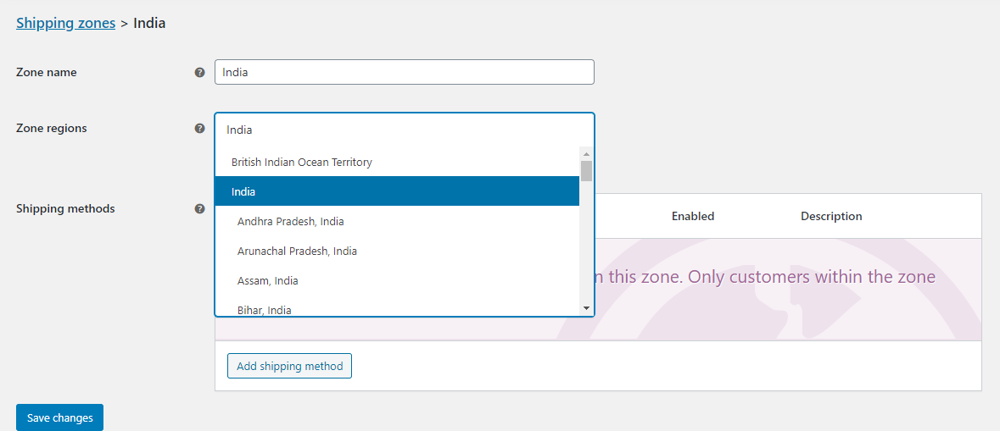 Shipping zones > India
Zone name
India
Zone regions
India
British Indian Ocean Territory
India
Andhra Pradesh, India
Arunachal Pradesh, India
Assam, India
Bihar, India
Shipping methods
Enabled Description
this zone. Only customers within the zone
Add shipping method
Save changes